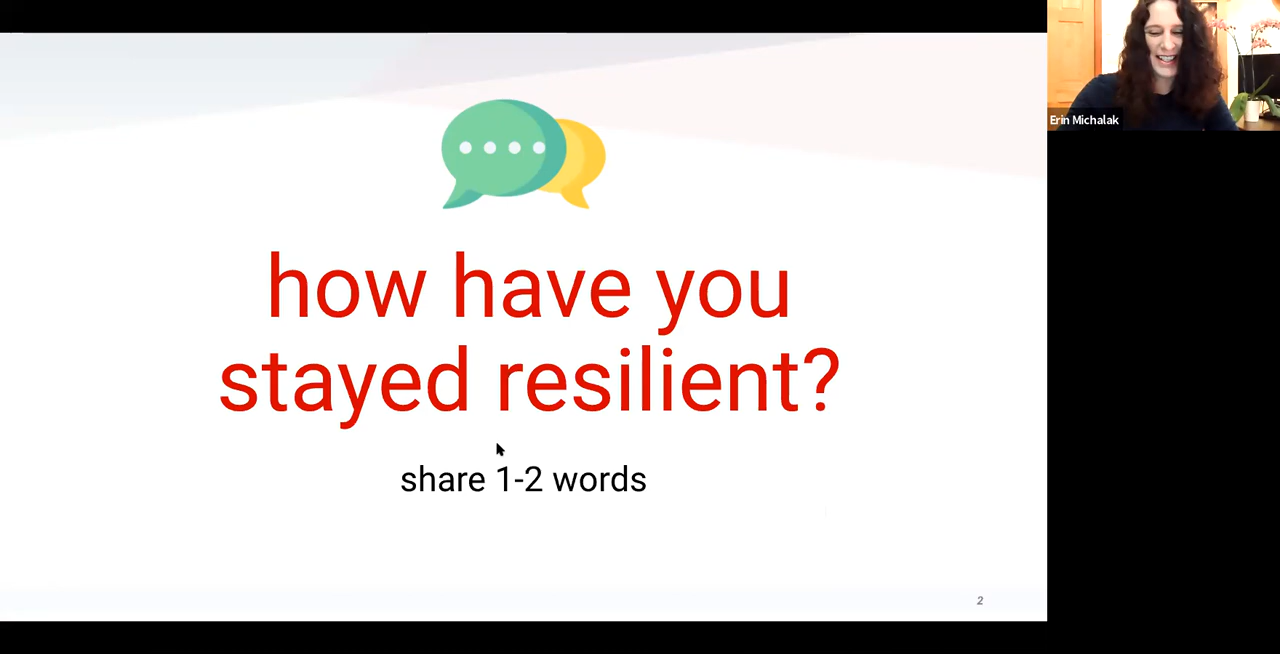 how have you
stayed resilient?
share 1-2 words
2
Erin Michalak